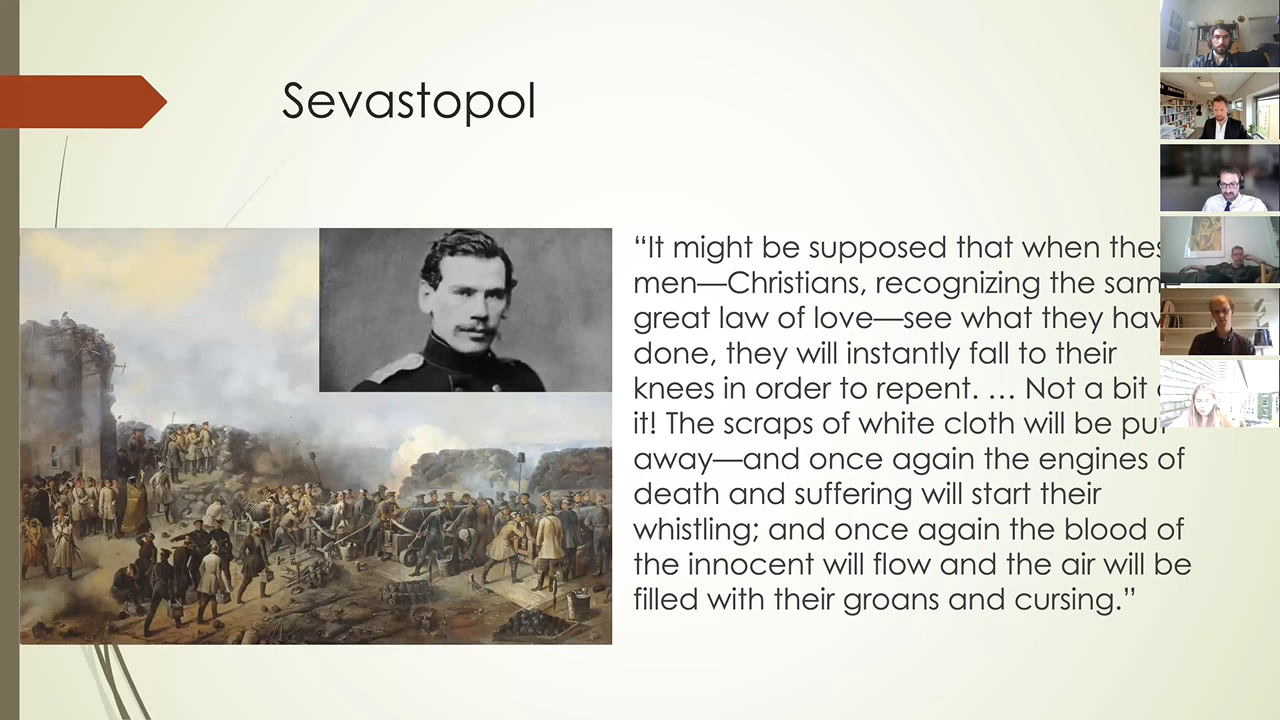 Sevastopol
“It might be supposed that when
men—Christians, recognizing the same
great law of love—see what they
done, they will instantly fall to their
knees in order to repent. … Not a bit
it! The scraps of white cloth will be put
away—and once again the engines of
death and suffering will start their
whistling; and once again the blood of
the innocent will flow and the air will be
filled with their groans and cursing.”